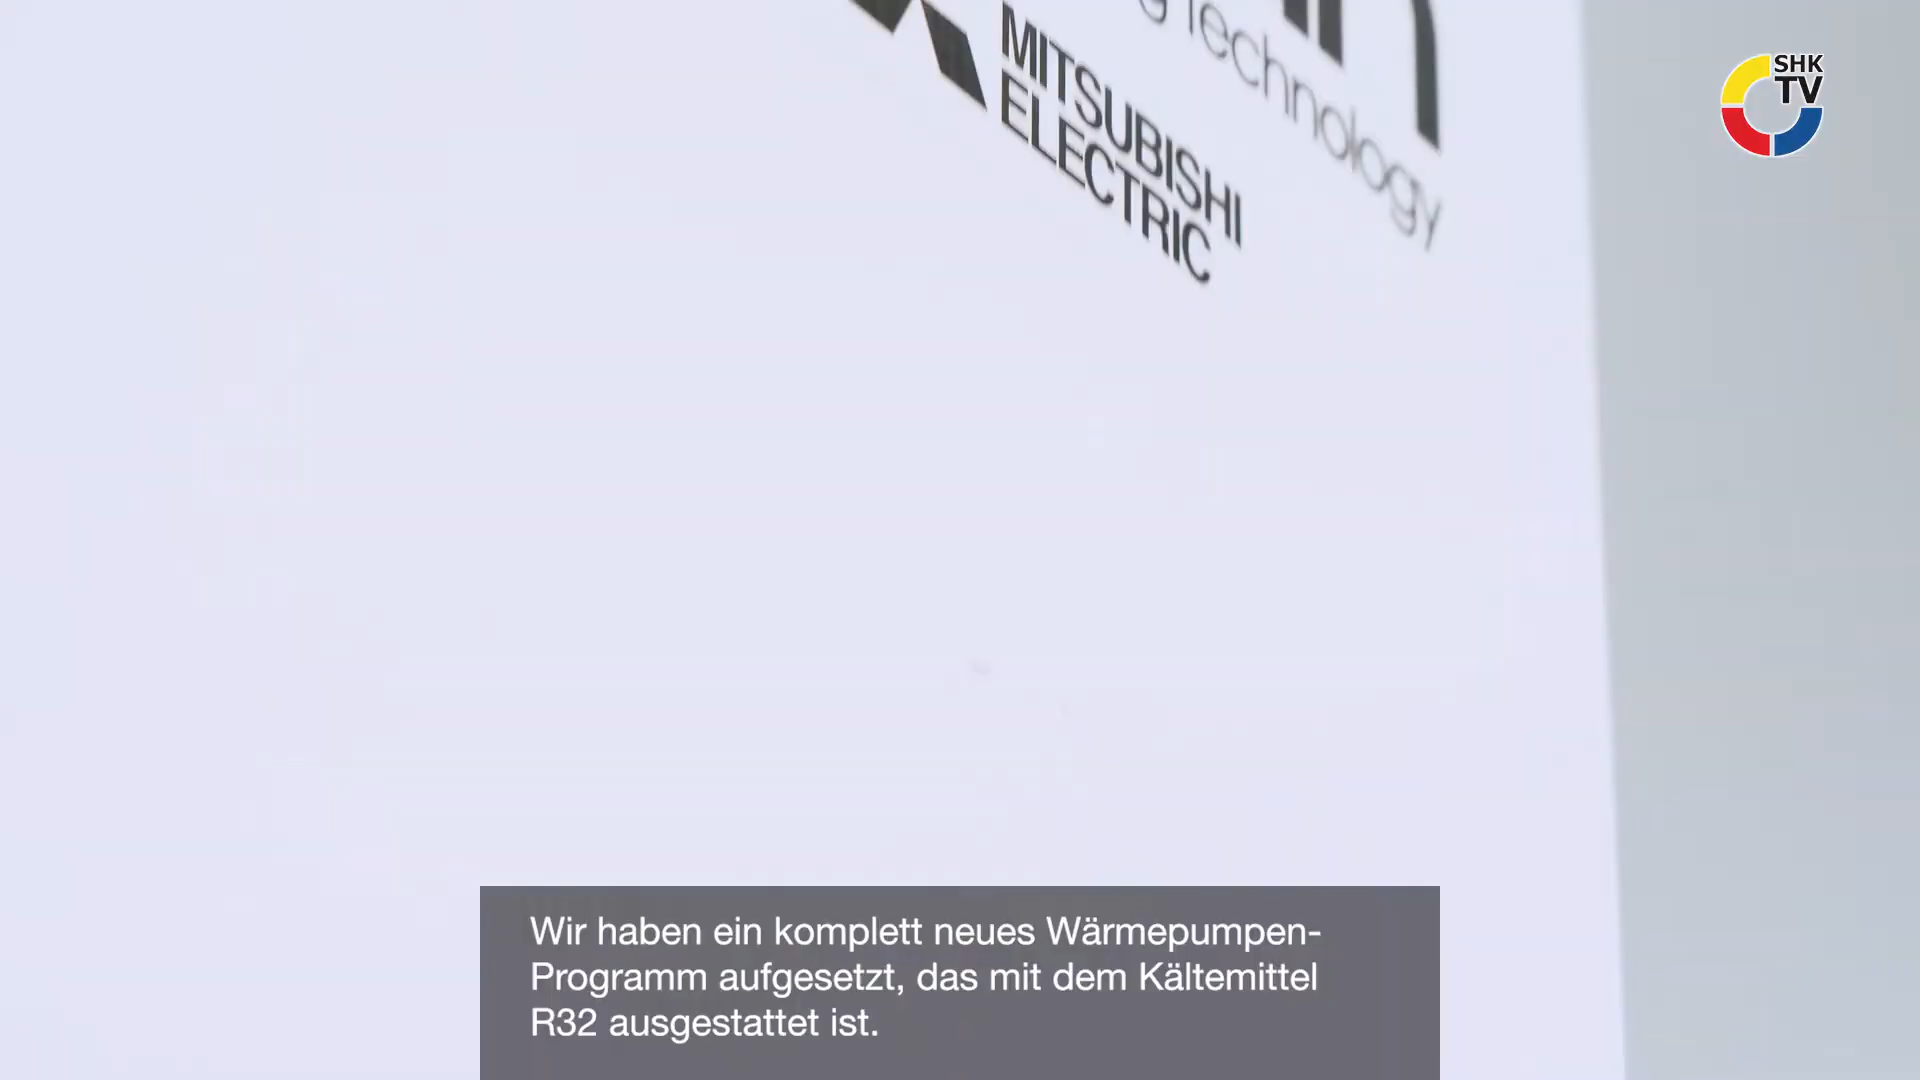 Technology
MITSUBISHI
ELECTRIC
SHK
TV
Wir haben ein komplett neues Wärmepumpen-
Programm aufgesetzt, das mit dem Kältemittel
R32 ausgestattet ist.